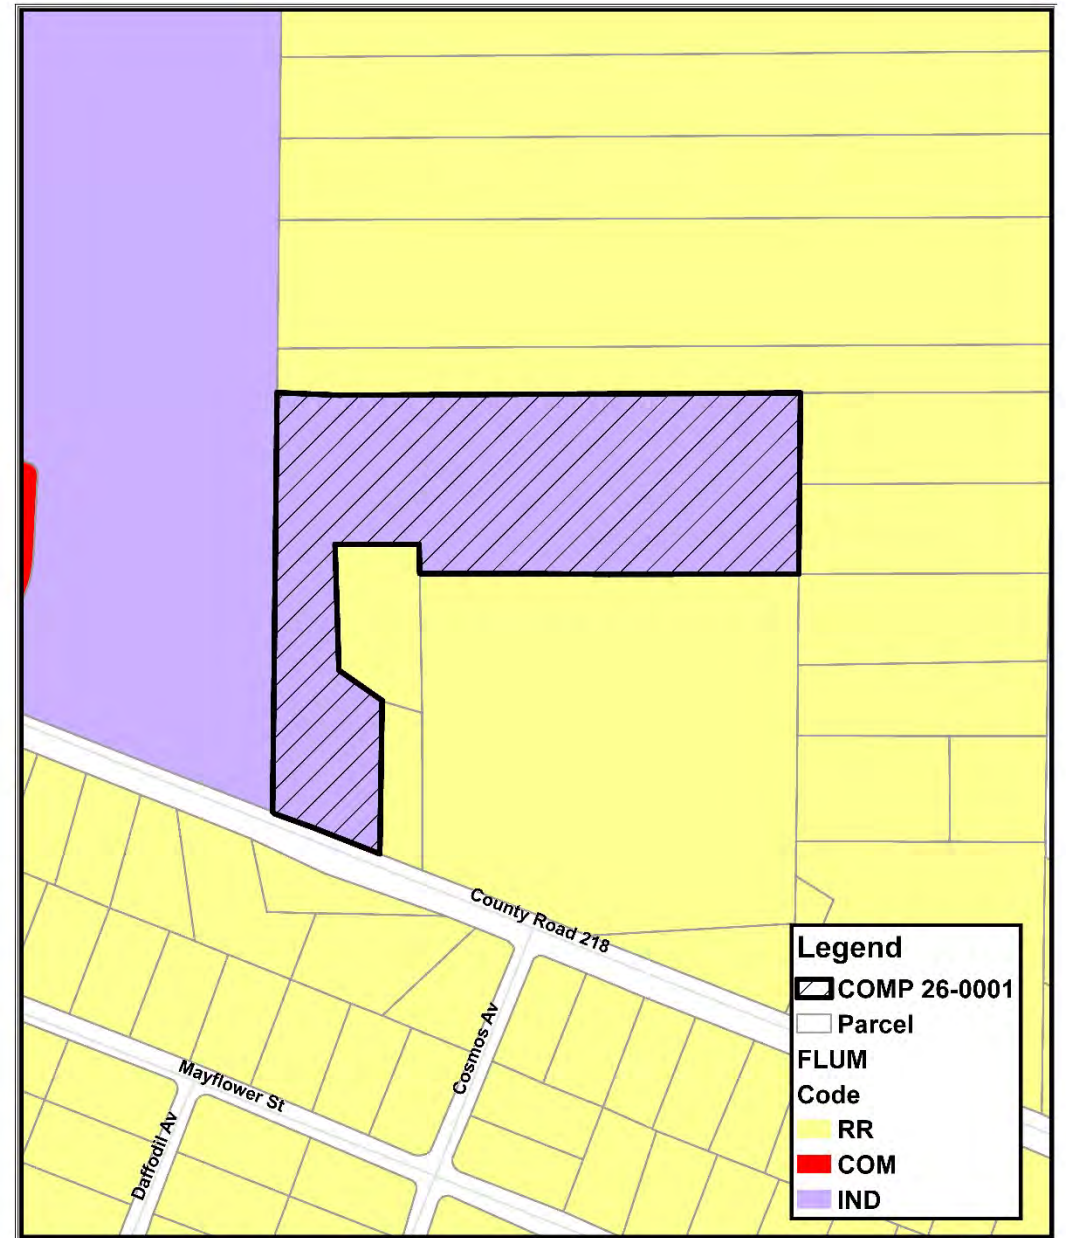 County Road 218
Cosmos Av
Mayflower St
Daffodil Av
Legend
COMP 26-0001
Parcel
FLUM
Code
RR
COM
IND